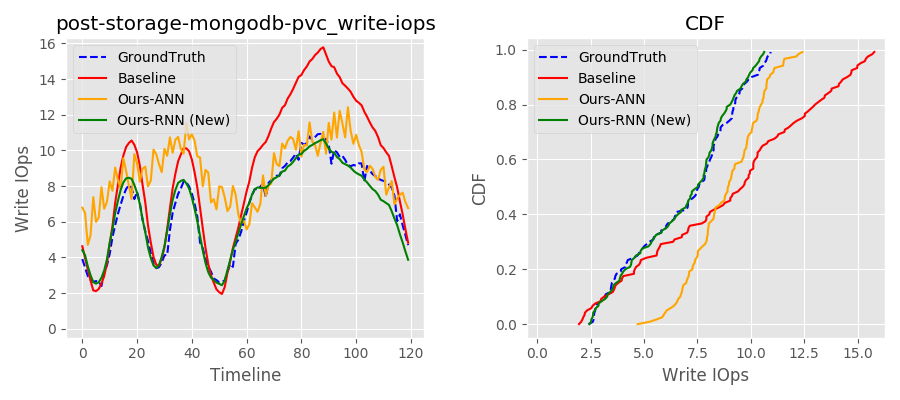 post-storage-mongodb-pvc_write-iops
GroundTruth
Baseline
Ours-ANN
Ours-RNN (New)
16
14
12
10
8
6
4
2
0
Write IOps
0 20 40 60 80 100 120
Timeline
CDF
GroundTruth
Baseline
Ours-ANN
Ours-RNN (New)
1.0
0.8
0.6
0.4
0.2
0.0
CDF
0.0 2.5 5.0 7.5 10.0 12.5 15.0
Write IOps